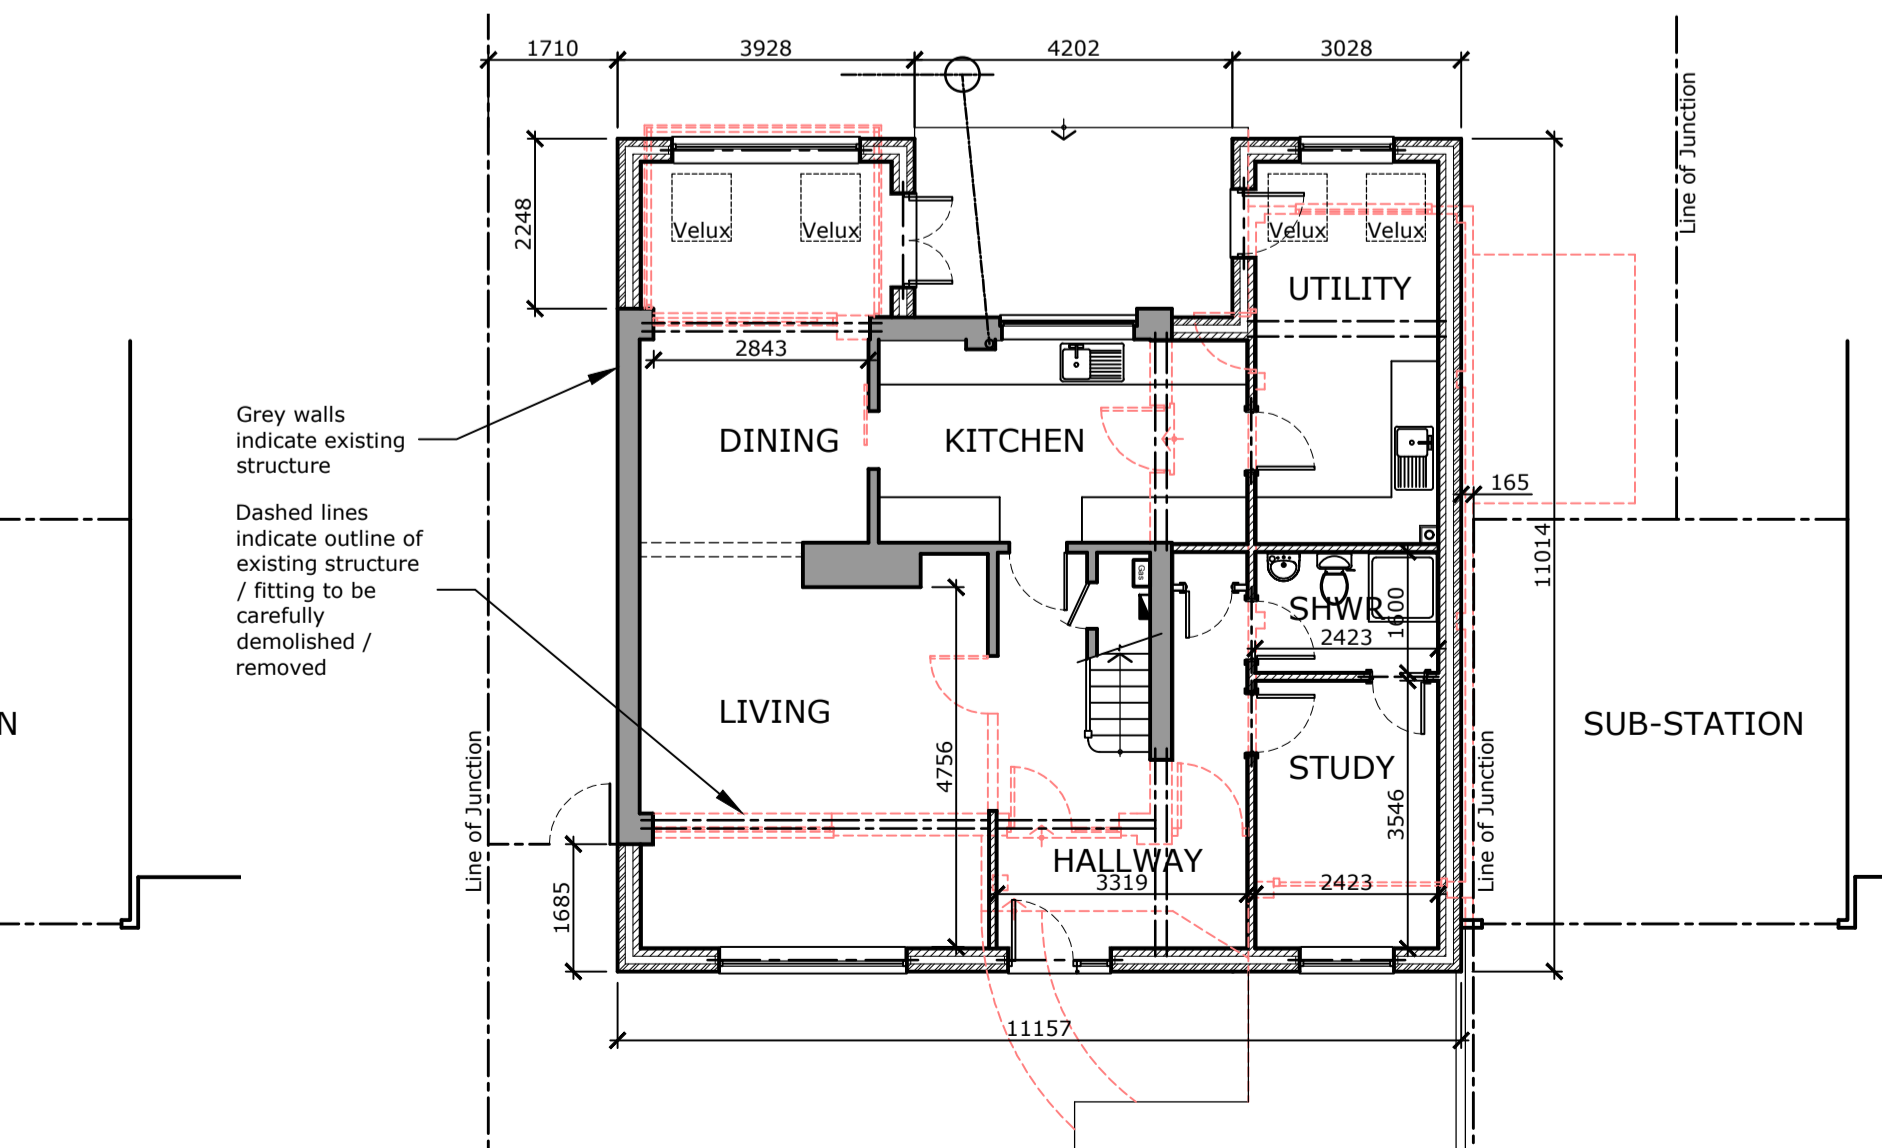 1710
3928
4202
3028
Line of Junction
2248
Velux
Velux
Velux
Velux
UTILITY
2843
Grey walls
indicate existing
structure
DINING
KITCHEN
165
Dashed lines
indicate outline of
existing structure
/ fitting to be
carefully
demolished /
removed
11014
Gas
SHWR
1600
2423
LIVING
N
SUB-STATION
4756
STUDY
3546
Line of Junction
Line of Junction
HALLWAY
3319
2423
1685
11157